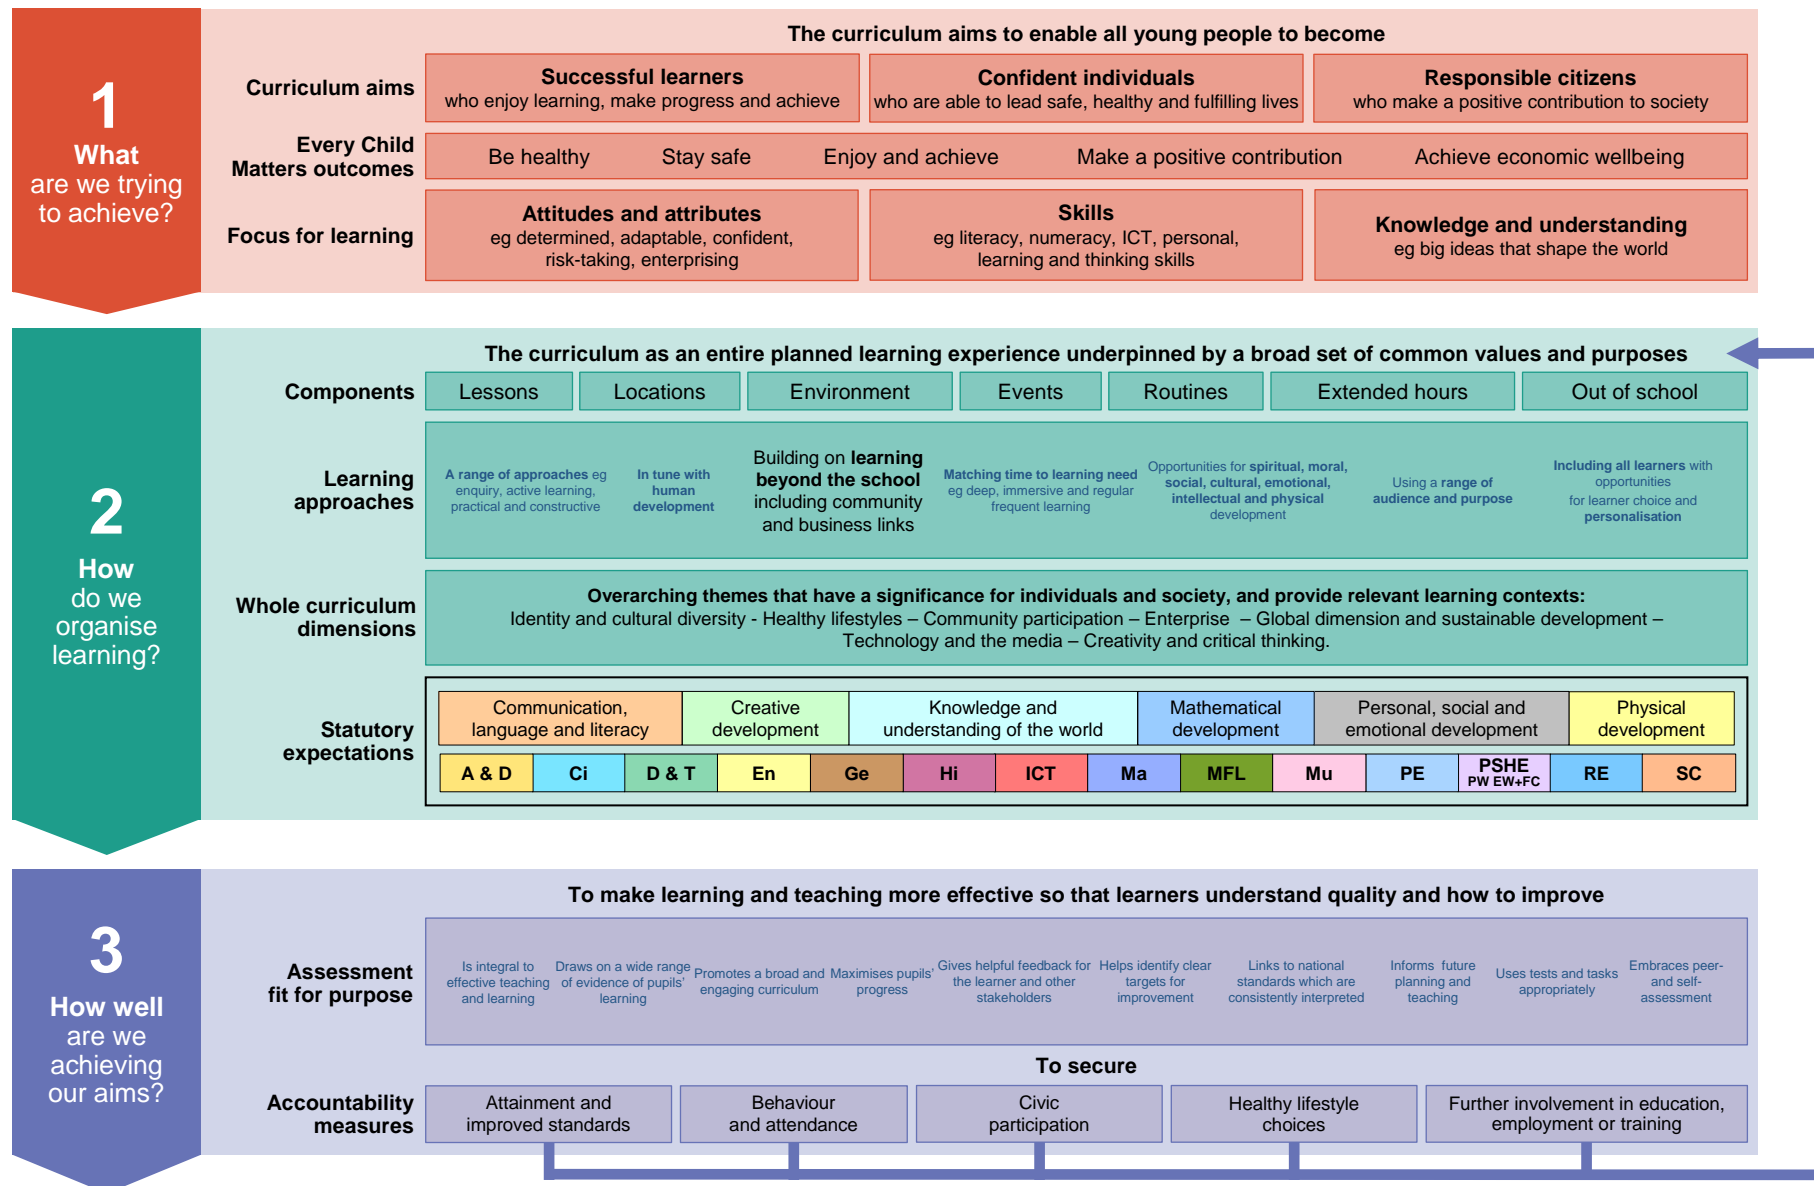 1
What
are we trying
to achieve?
The curriculum aims to enable all young people to become
Curriculum aims
Successful learners
who enjoy learning, make progress and achieve
Confident individuals
who are able to lead safe, healthy and fulfilling lives
Responsible citizens
who make a positive contribution to society
Every Child
Matters outcomes
Be healthy
Stay safe
Enjoy and achieve
Make a positive contribution
Achieve economic wellbeing
Focus for learning
Attitudes and attributes
eg determined, adaptable, confident,
risk-taking, enterprising
Skills
eg literacy, numeracy, ICT, personal,
learning and thinking skills
Knowledge and understanding
eg big ideas that shape the world
2
How
do we
organise
learning?
The curriculum as an entire planned learning experience underpinned by a broad set of common values and purposes
Components
Lessons
Locations
Environment
Events
Routines
Extended hours
Out of school
Learning
approaches
A range of approaches eg
enquiry, active learning,
practical and constructive
In tune with
human
development
Building on learning
beyond the school
including community
and business links
Matching time to learning need
eg deep, immersive and regular
frequent learning
Opportunities for spiritual, moral,
social, cultural, emotional,
intellectual and physical
development
Using a range of
audience and purpose
Including all learners with
opportunities
for learner choice and
personalisation
Whole curriculum
dimensions
Overarching themes that have a significance for individuals and society, and provide relevant learning contexts:
Identity and cultural diversity - Healthy lifestyles – Community participation – Enterprise – Global dimension and sustainable development –
Technology and the media – Creativity and critical thinking.
Statutory
expectations
Communication,
language and literacy
Creative
development
Knowledge and
understanding of the world
Mathematical
development
Personal, social and
emotional development
Physical
development
A & D
Ci
D & T
En
Ge
Hi
ICT
Ma
MFL
Mu
PE
PSHE
PW EW+FC
RE
SC
3
How well
are we
achieving
our aims?
To make learning and teaching more effective so that learners understand quality and how to improve
Assessment
fit for purpose
Is integral to
effective teaching
and learning
Draws on a wide range
of evidence of pupils'
learning
Promotes a broad and
engaging curriculum
Maximises pupils'
progress
Gives helpful feedback for
the learner and other
stakeholders
Helps identify clear
targets for
improvement
Links to national
standards which are
consistently interpreted
Informs future
planning and
teaching
Uses tests and tasks
appropriately
Embraces peer-
and self-
assessment
To secure
Accountability
measures
Attainment and
improved standards
Behaviour
and attendance
Civic
participation
Healthy lifestyle
choices
Further involvement in education,
employment or training